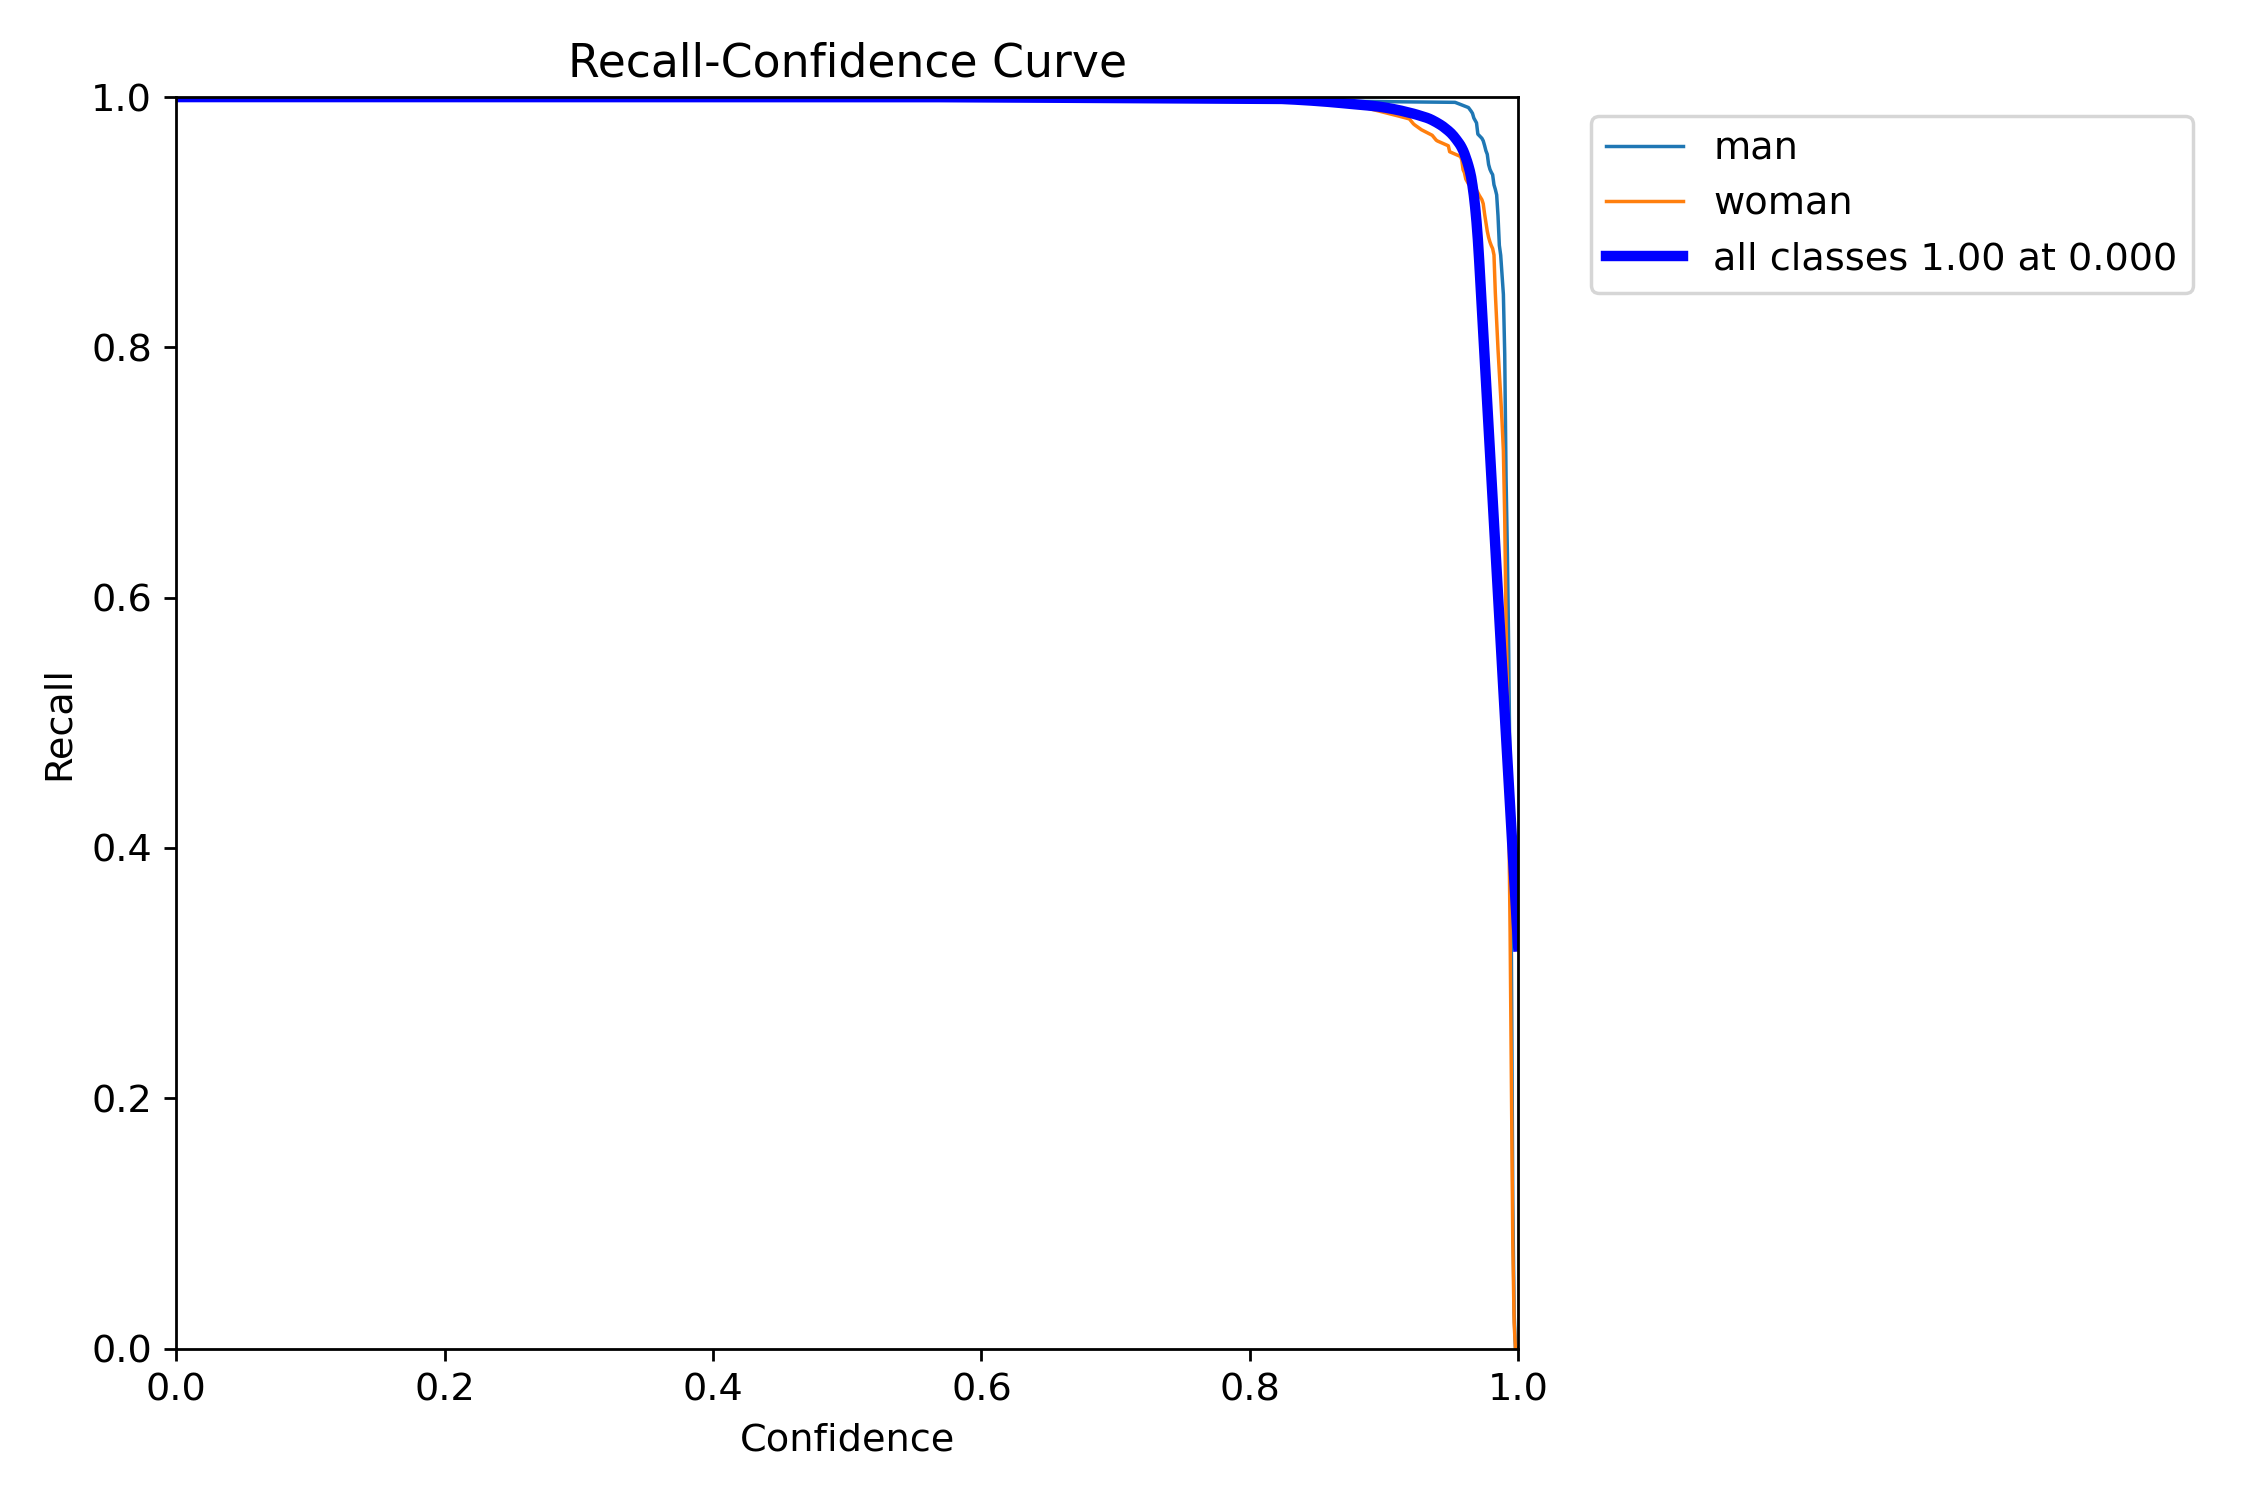 Recall-Confidence Curve
1.0
0.8
0.6
0.4
0.2
0.0
Recall
0.0 0.2 0.4 0.6 0.8 1.0
Confidence
man
woman
all classes 1.00 at 0.000